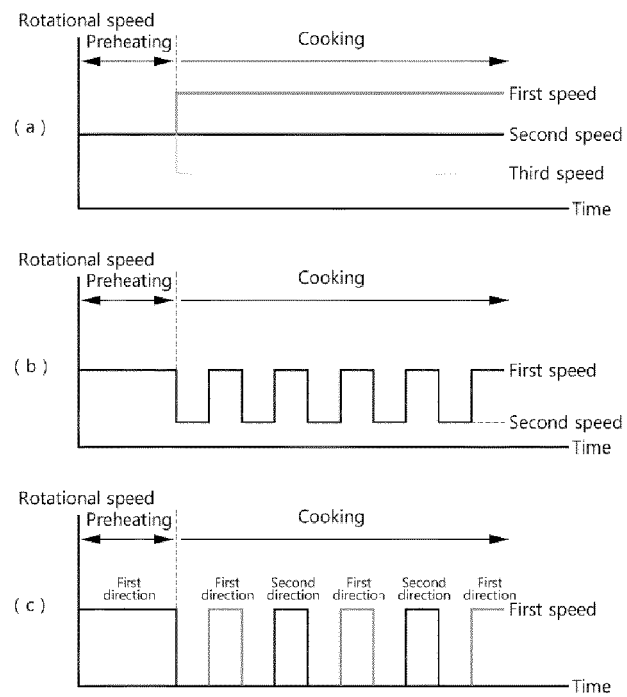 Rotational speed
Preheating
Cooking
First speed
( a )
Second speed
Third speed
Time
Rotational speed
Preheating
Cooking
( b )
First speed
Second speed
Time
Rotational speed
Preheating
Cooking
First
direction
First
direction
Second
direction
First
direction
Second
direction
First
direction
( c )
First speed
Time